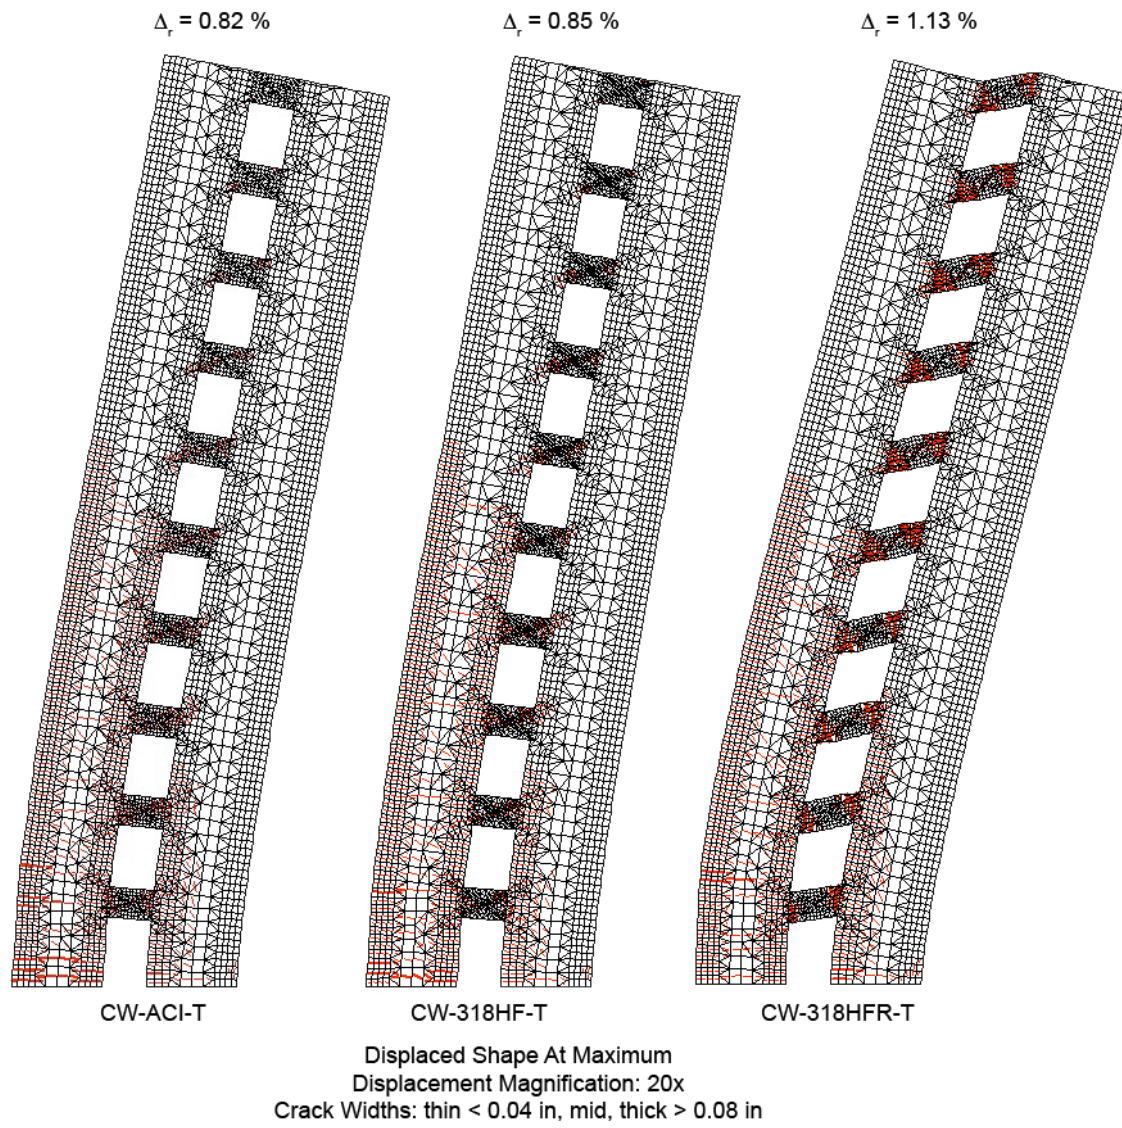 Δr = 0.82 %
Δr = 0.85 %
Δr = 1.13 %
CW-ACI-T
CW-318HF-T
CW-318HFR-T
Displaced Shape At Maximum
Displacement Magnification: 20x
Crack Widths: thin < 0.04 in, mid, thick > 0.08 in